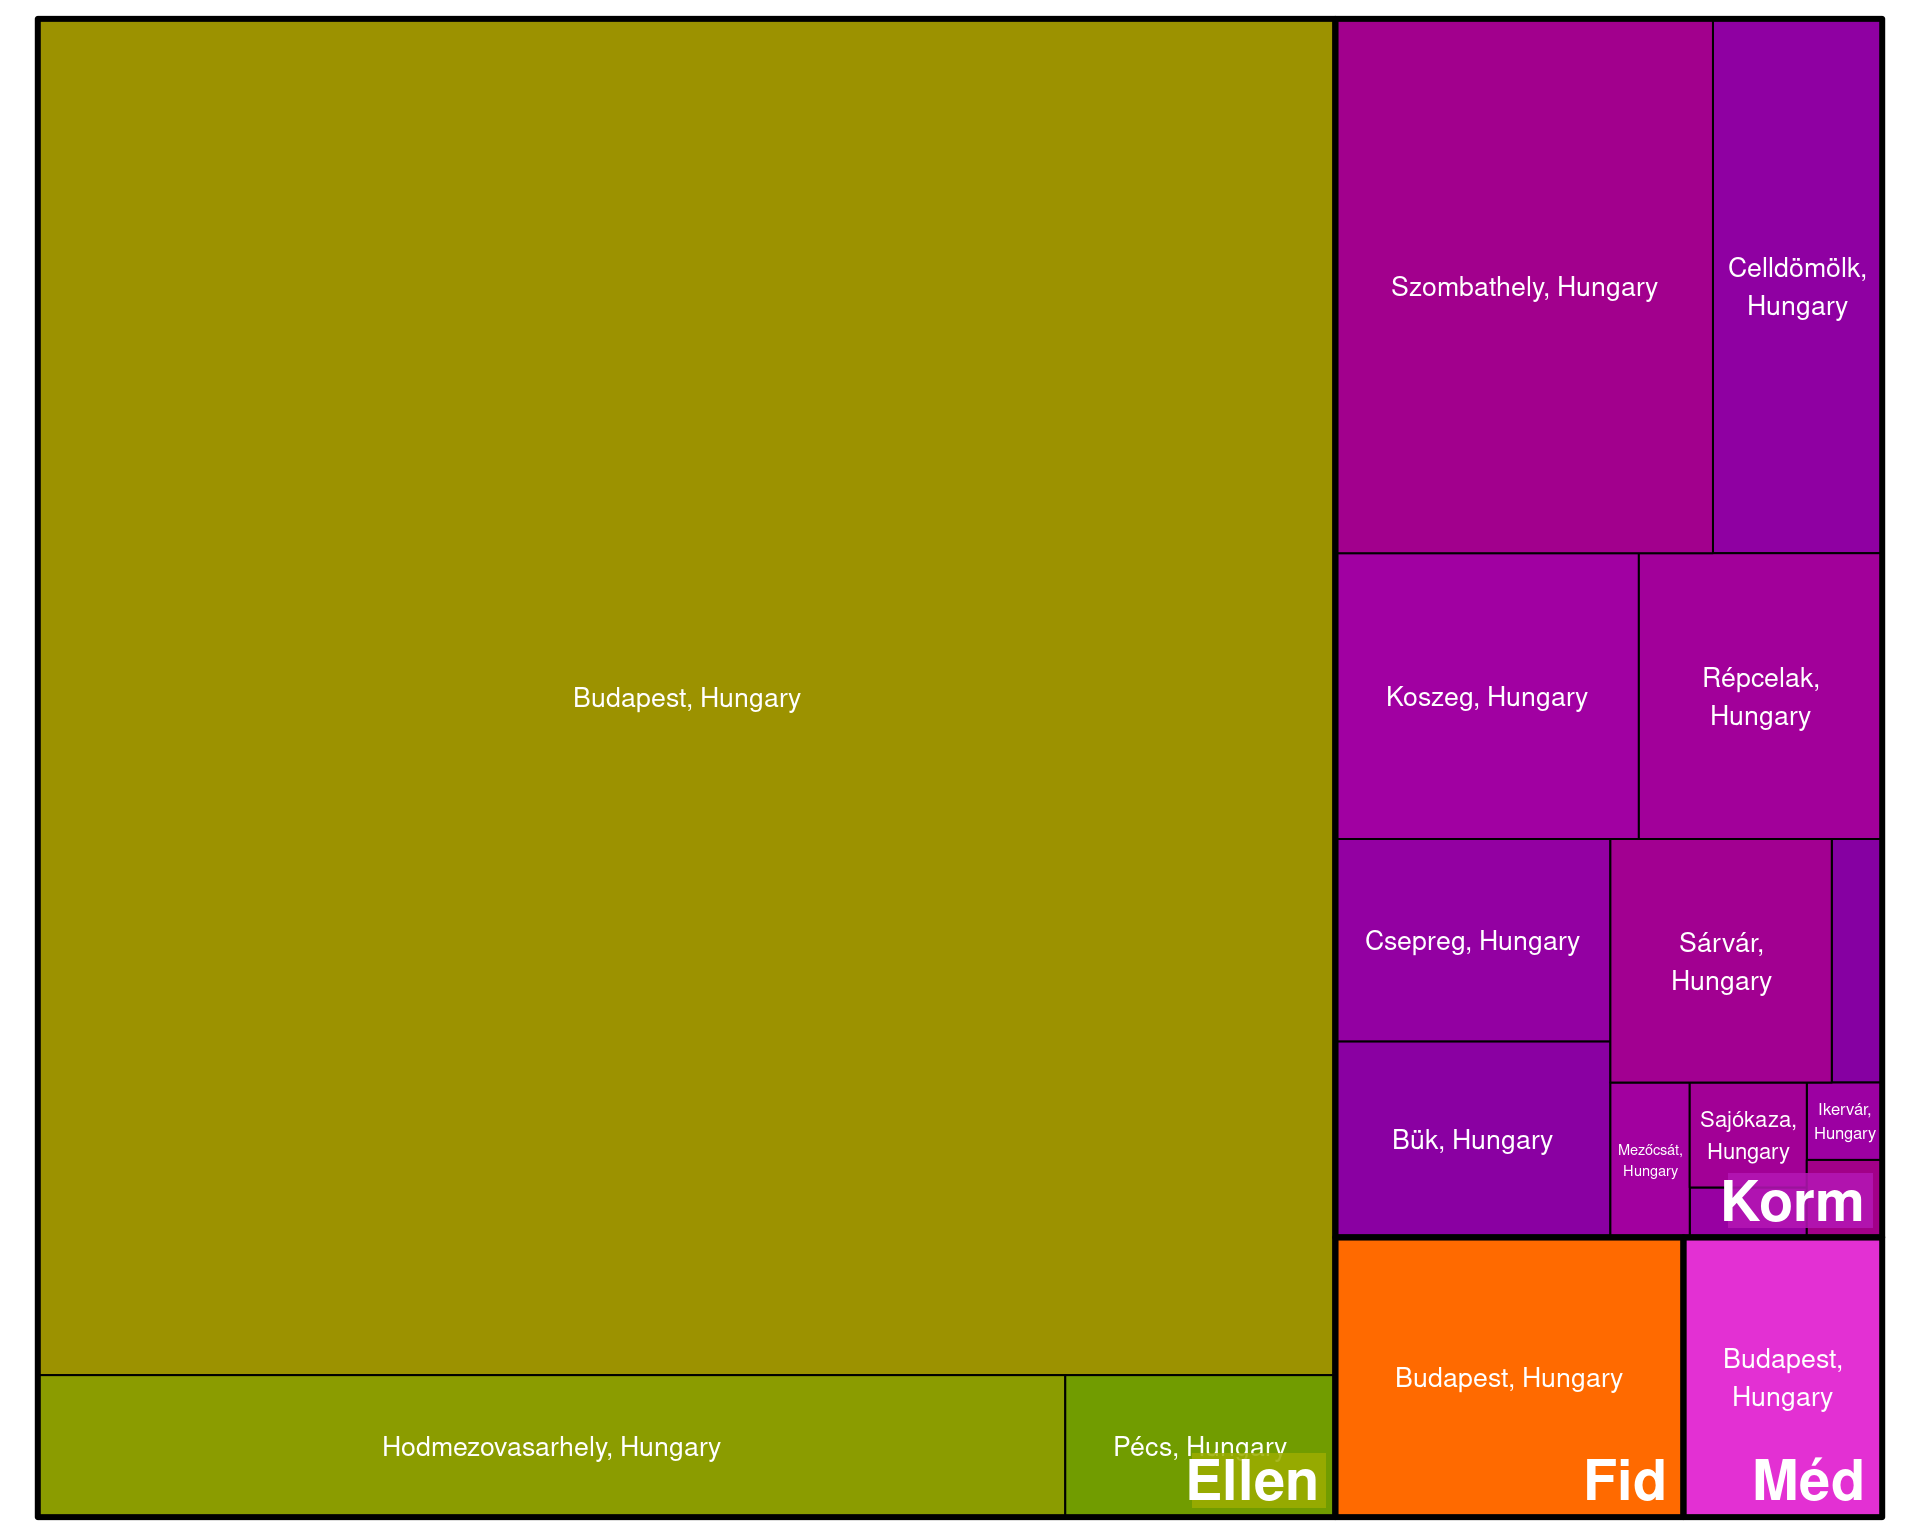 Budapest, Hungary
Hodmezovasarhely, Hungary
Pécs, Hungary
Ellen
Szombathely, Hungary
Celldömölk,
Hungary
Koszeg, Hungary
Répcelak,
Hungary
Csepreg, Hungary
Sárvár,
Hungary
Bük, Hungary
Mezőcsát,
Hungary
Sajókaza,
Hungary
Ikervár,
Hungary
Korm
Budapest, Hungary
Fid
Budapest,
Hungary
Méd